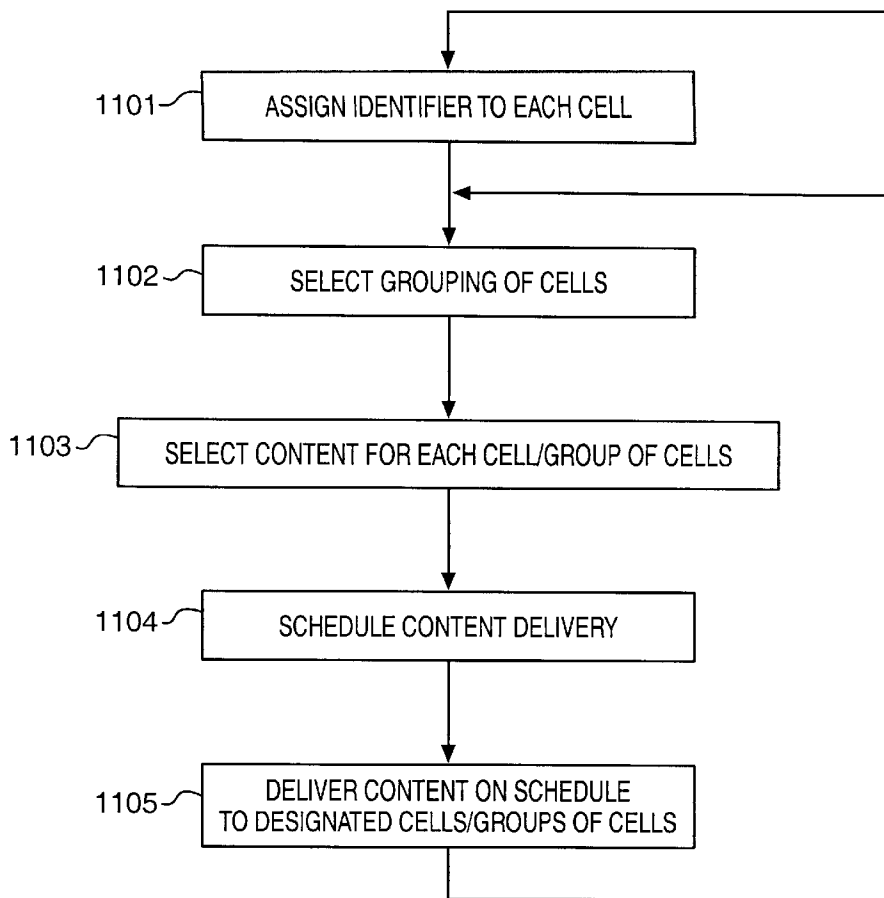 1101
ASSIGN IDENTIFIER TO EACH CELL
1102
SELECT GROUPING OF CELLS
1103
SELECT CONTENT FOR EACH CELL/GROUP OF CELLS
1104
SCHEDULE CONTENT DELIVERY
1105
DELIVER CONTENT ON SCHEDULE
TO DESIGNATED CELLS/GROUPS OF CELLS